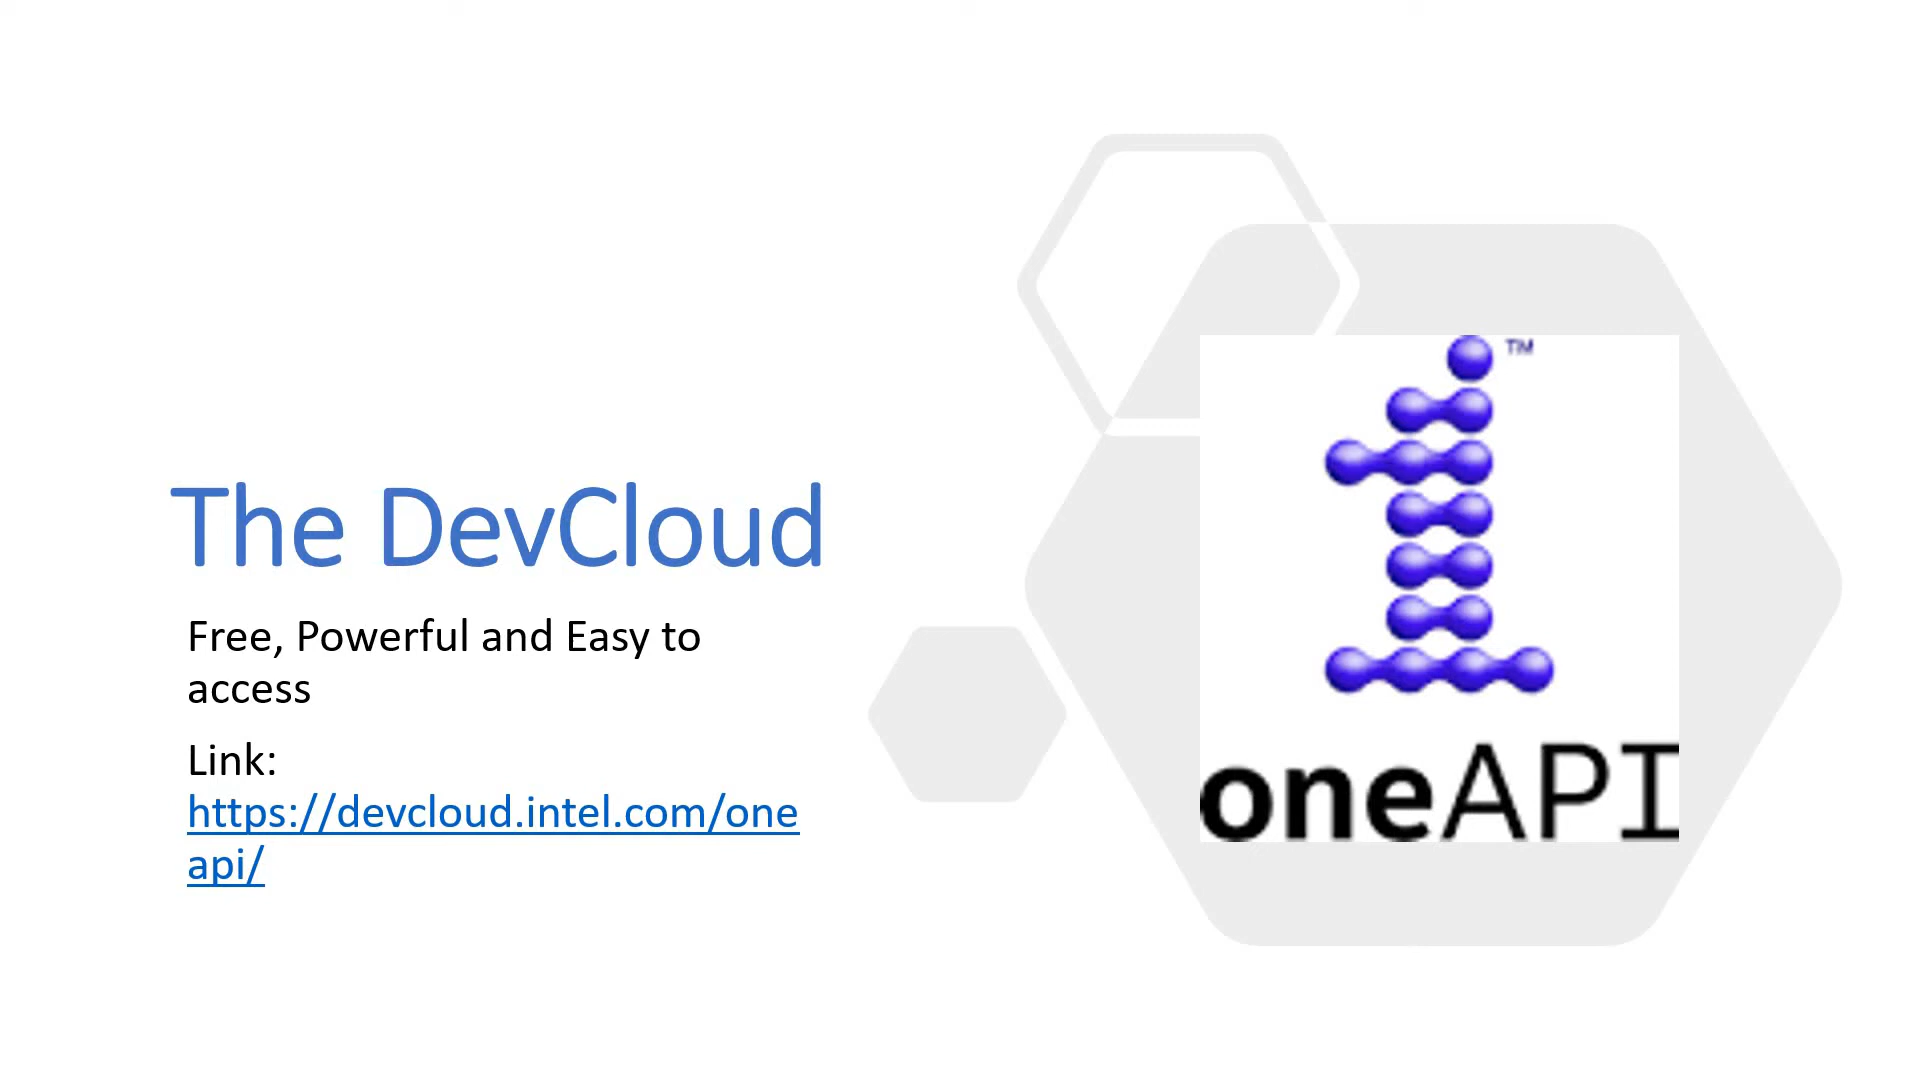 The DevCloud
Free, Powerful and Easy to
access
Link:
https://devcloud.intel.com/one
api/
TM
oneAPI